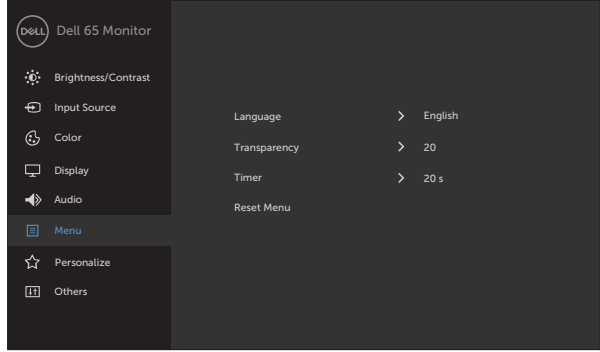 DELL Dell 65 Monitor
Brightness/Contrast
Input Source
Color
Display
Audio
Menu
Personalize
Others
Language > English
Transparency > 20
Timer > 20 s
Reset Menu